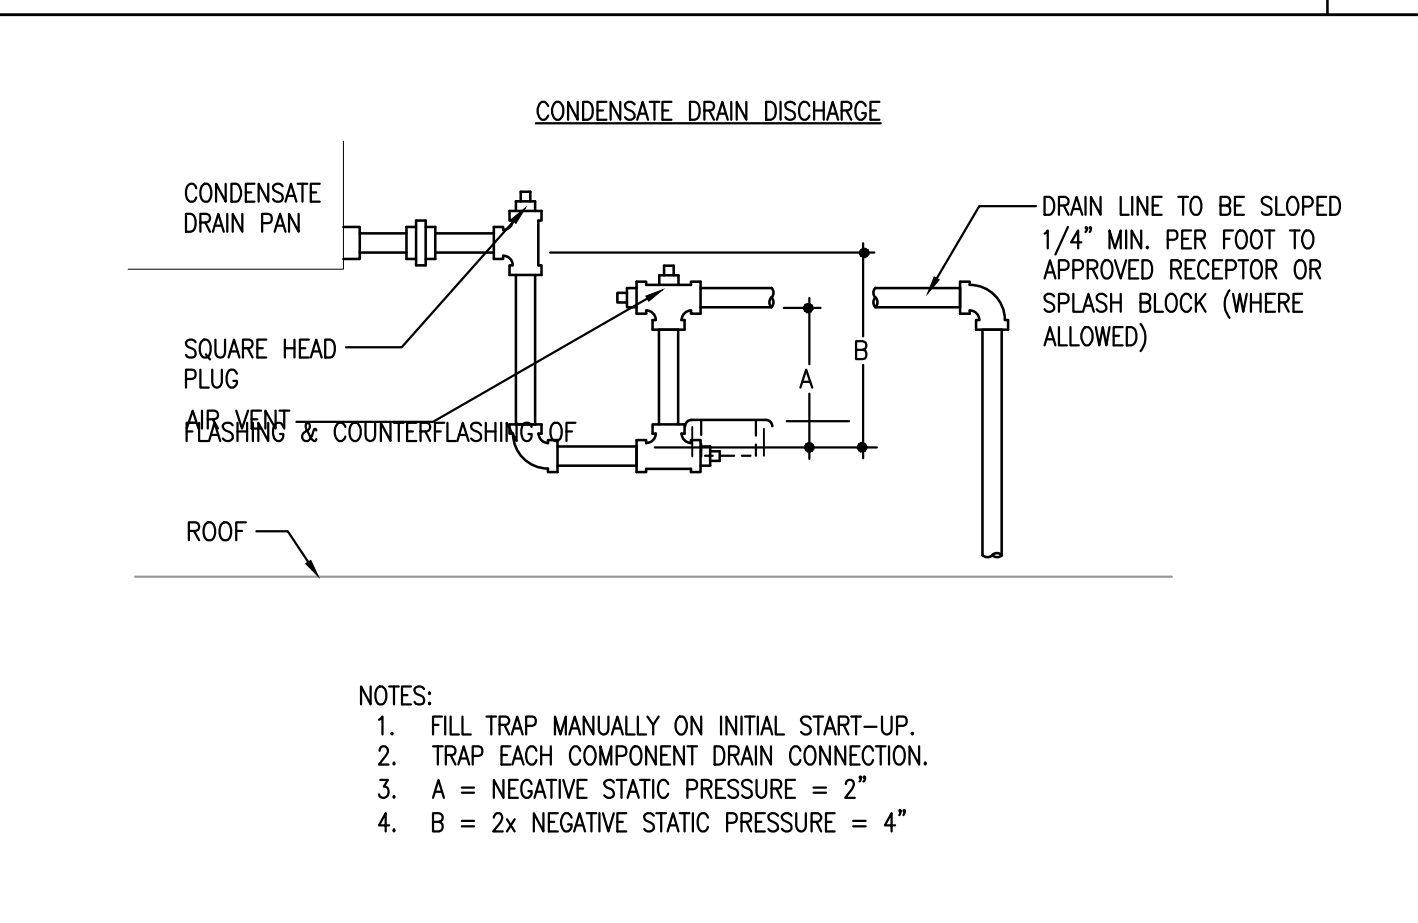 CONDENSATE DRAIN DISCHARGE
CONDENSATE
DRAIN PAN
DRAIN LINE TO BE SLOPED
1/4" MIN. PER FOOT TO
APPROVED RECEPTOR OR
SPLASH BLOCK (WHERE
ALLOWED)
SQUARE HEAD
PLUG
B
A
AIR VENT
FLASHING & COUNTERFLASHING OF
ROOF
NOTES:
1. FILL TRAP MANUALLY ON INITIAL START-UP.
2. TRAP EACH COMPONENT DRAIN CONNECTION.
3. A = NEGATIVE STATIC PRESSURE = 2"
4. B = 2x NEGATIVE STATIC PRESSURE = 4"